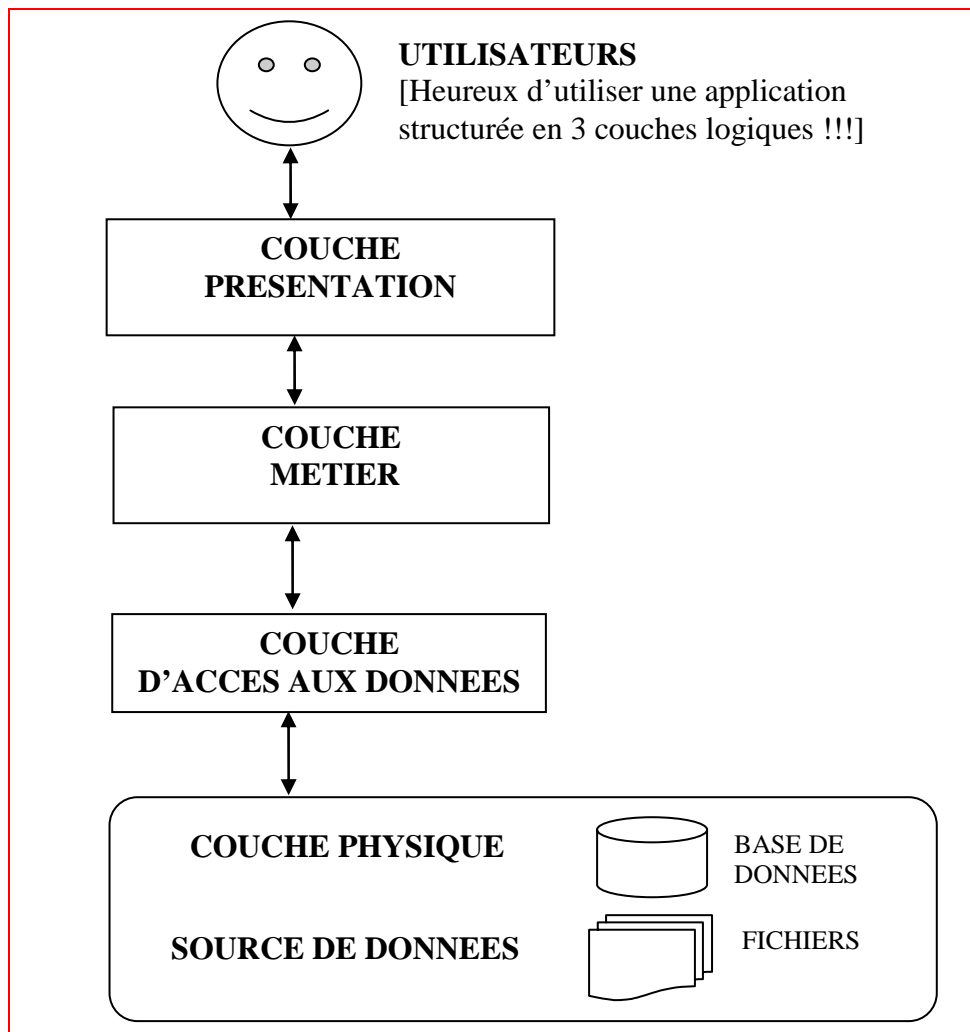 UTILISATEURS
[Heureux d'utiliser une application
structurée en 3 couches logiques !!!]
COUCHE
PRESENTATION
COUCHE
METIER
COUCHE
D'ACCES AUX DONNEES
COUCHE PHYSIQUE
BASE DE
DONNEES
SOURCE DE DONNEES
FICHIERS